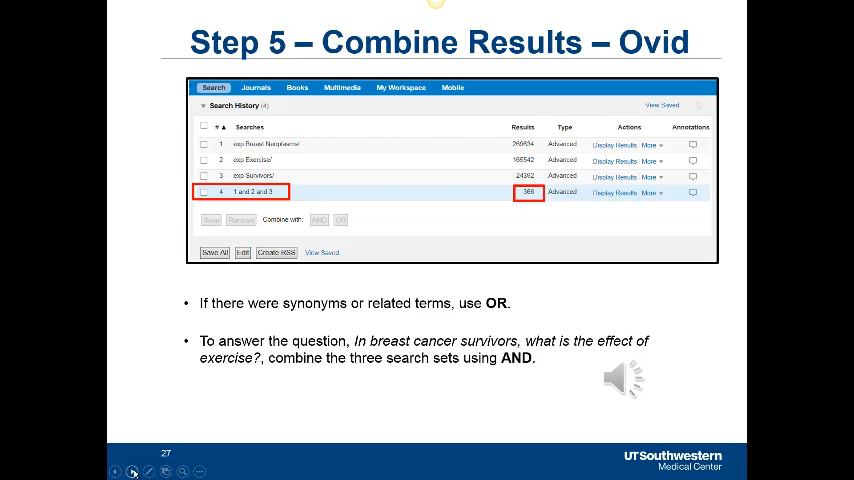 Step 5 – Combine Results – Ovid
Search Journals Books Multimedia My Workspace Mobile
Search History (4) View Saved
# ▲ Searches Results Type Actions Annotations
1 exp Breast Neoplasms/ 269634 Advanced Display Results More
2 exp Exercise/ 165542 Advanced Display Results More
3 exp Survivors/ 24392 Advanced Display Results More
4 1 and 2 and 3 366 Advanced Display Results More
Save Remove Combine with: AND OR
Save All Edit Create RSS View Saved
• If there were synonyms or related terms, use OR.
• To answer the question, In breast cancer survivors, what is the effect of
exercise?, combine the three search sets using AND.
27
UTSouthwestern
Medical Center